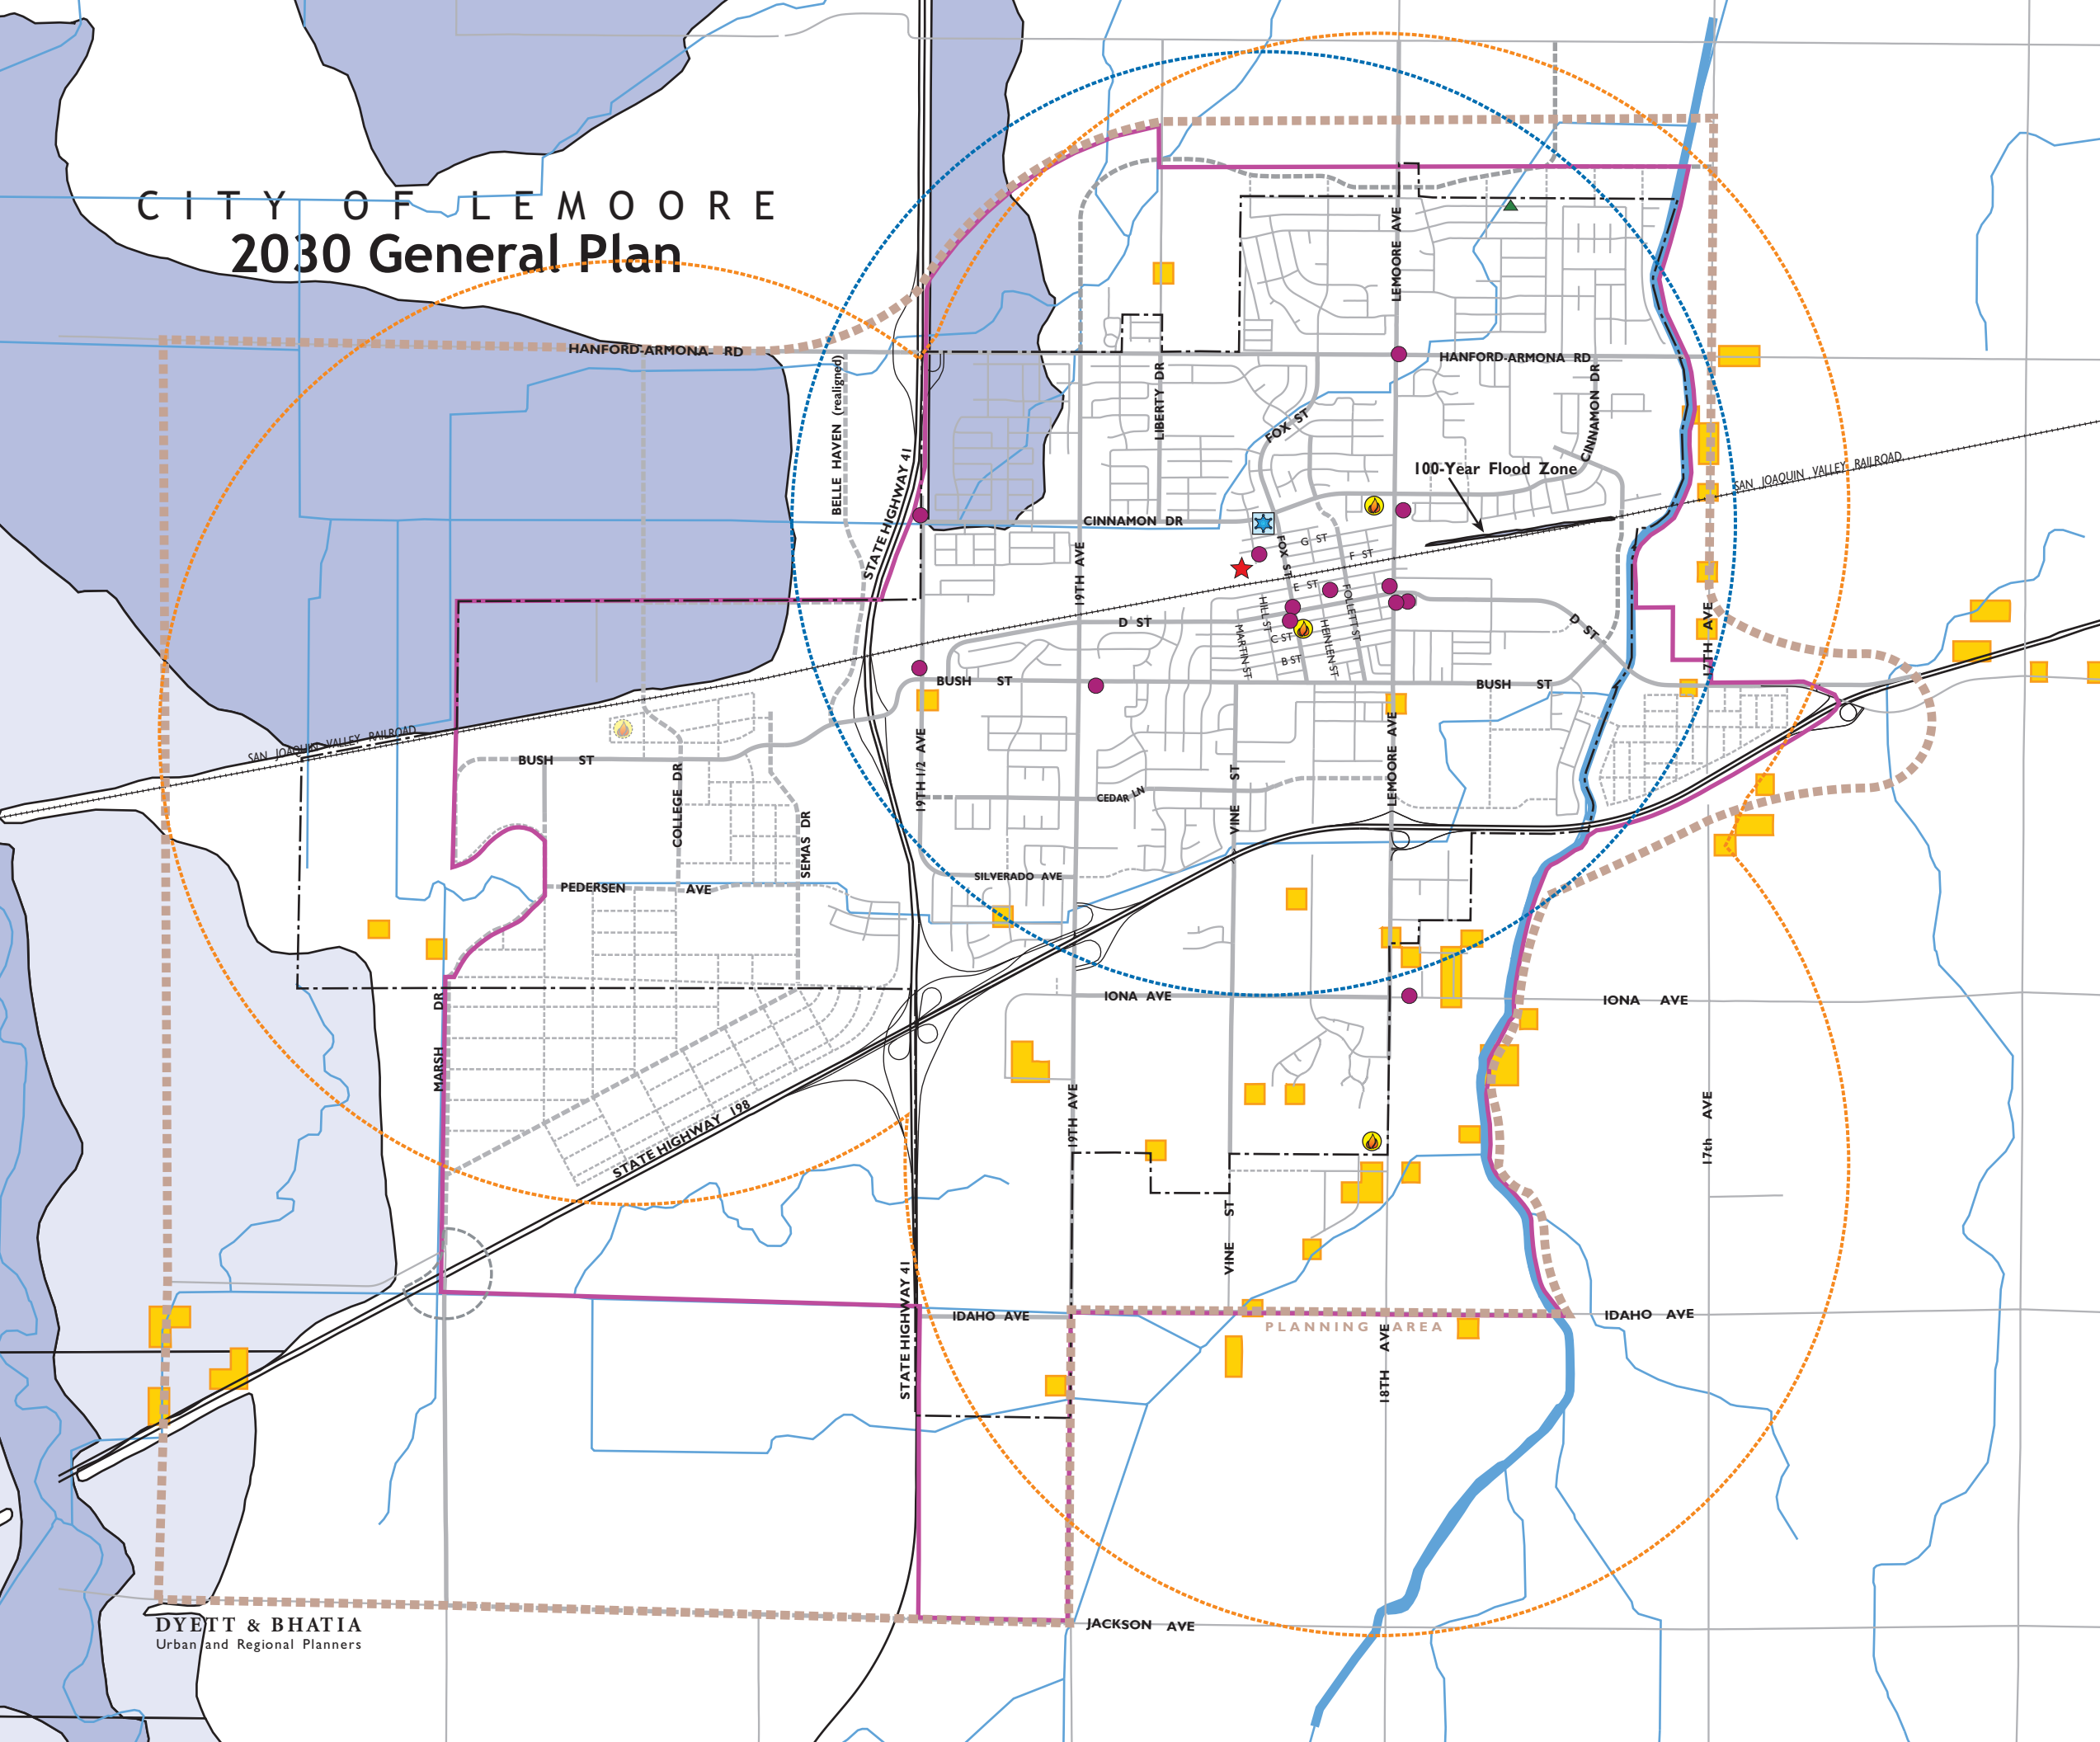 CITY OF LEMOORE
2030 General Plan
HANFORD-ARMONA RD
BELLE HAVEN (realigned)
STATE HIGHWAY 41
LIBERTY DR
LEMOORE AVE
HANFORD-ARMONA RD
CINNAMON DR
FOX ST
100-Year Flood Zone
SAN JOAQUIN VALLEY RAILROAD
CINNAMON DR
19TH AVE
FOX ST
G ST
F ST
E ST
D ST
HILL ST
FOLLETT ST
MARTIN ST
C ST
HEINLEN ST
B ST
D ST
17TH AVE
BUSH ST
BUSH ST
SAN JOAQUIN VALLEY RAILROAD
BUSH ST
COLLEGE DR
19TH 1/2 AVE
CEDAR LN
VINE ST
LEMOORE AVE
SEMAS DR
SILVERADO AVE
PEDERSEN AVE
IONA AVE
IONA AVE
MARSH DR
STATE HIGHWAY 198
19TH AVE
17th AVE
VINE ST
STATE HIGHWAY 41
IDAHO AVE
IDAHO AVE
PLANNING AREA
18TH AVE
JACKSON AVE
DYETT & BHATIA
Urban and Regional Planners